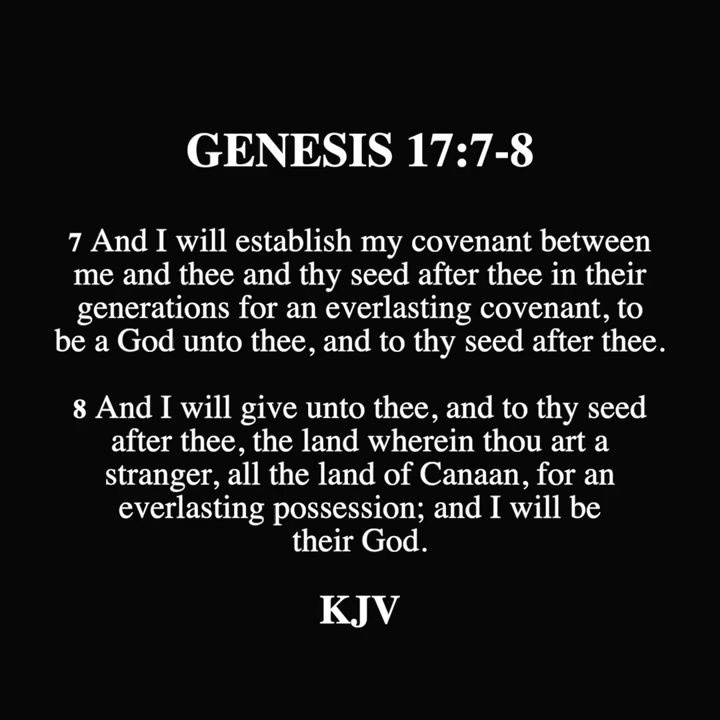 GENESIS 17:7-8
7 And I will establish my covenant between
me and thee and thy seed after thee in their
generations for an everlasting covenant, to
be a God unto thee, and to thy seed after thee.
8 And I will give unto thee, and to thy seed
after thee, the land wherein thou art a
stranger, all the land of Canaan, for an
everlasting possession; and I will be
their God.
KJV